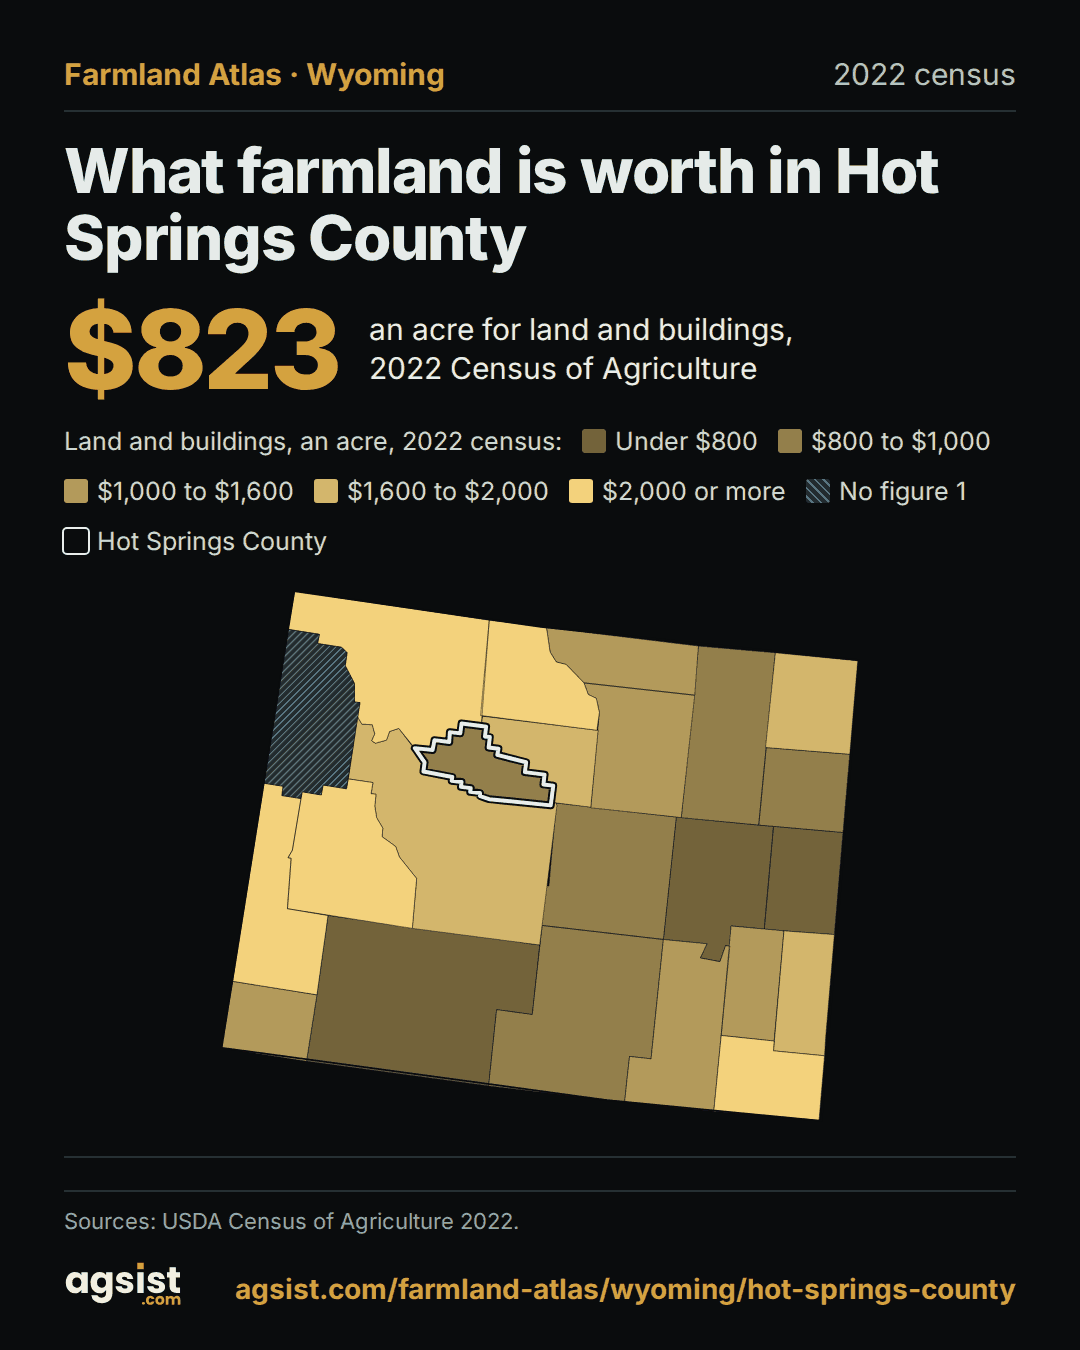 Farmland Atlas · Wyoming
2022 census
What farmland is worth in Hot
Springs County
$823
an acre for land and buildings,
2022 Census of Agriculture
Land and buildings, an acre, 2022 census: Under $800 $800 to $1,000
$1,000 to $1,600 $1,600 to $2,000 $2,000 or more No figure 1
Hot Springs County
Sources: USDA Census of Agriculture 2022.
agsist
.com
agsist.com/farmland-atlas/wyoming/hot-springs-county